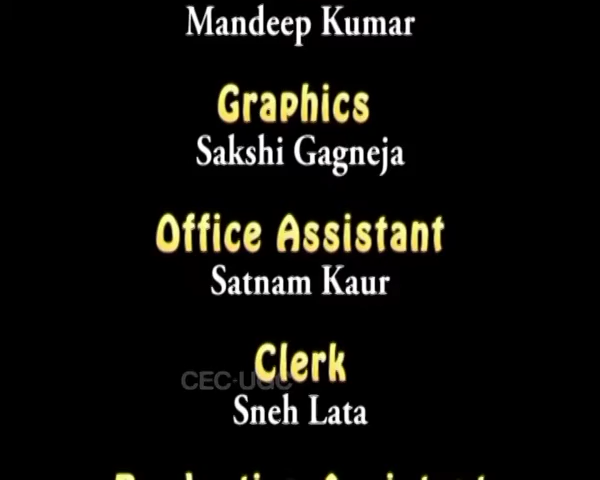 Mandeep Kumar
Graphics
Sakshi Gagneja
Office Assistant
Satnam Kaur
Clerk
CEC-UGC
Sneh Lata